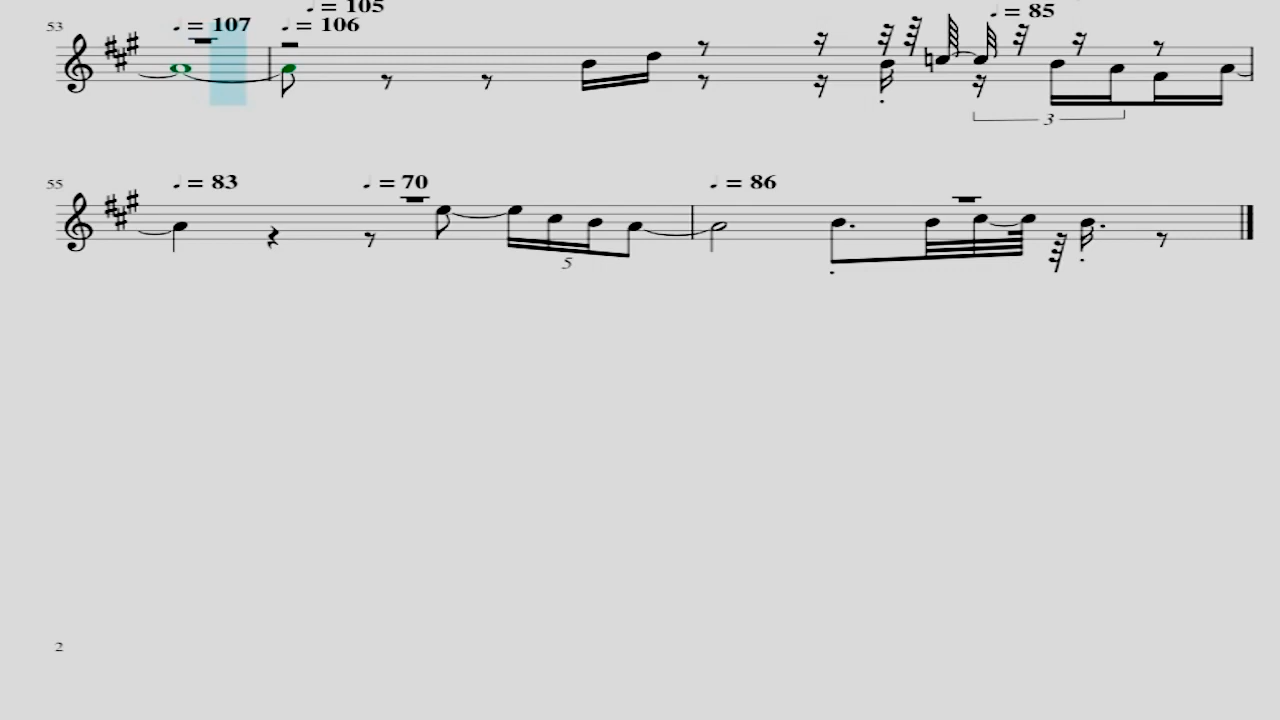 ♩ = 105
53 ♩ = 107 ♩ = 106 ♩ = 85
3
55 ♩ = 83 ♩ = 70 ♩ = 86
5
2